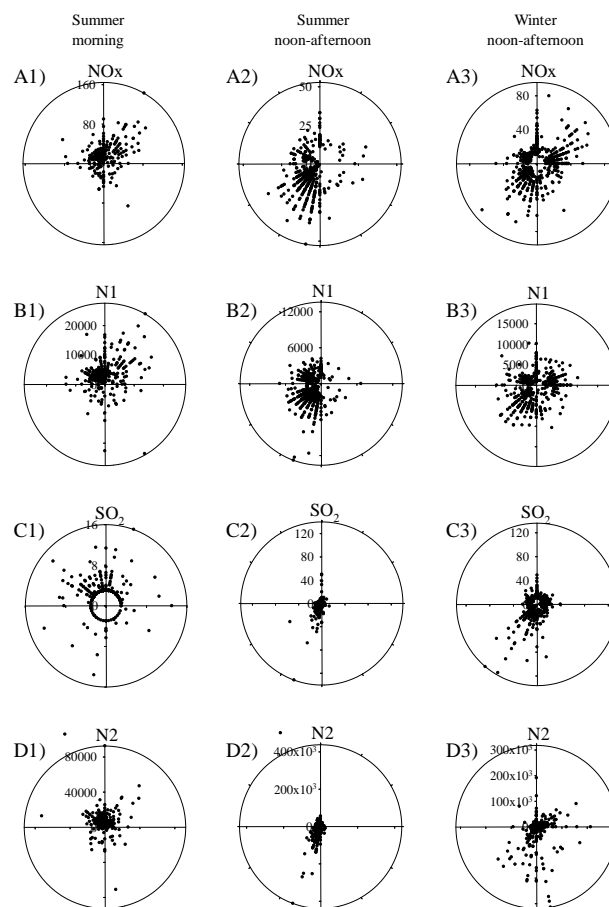 Summer Summer Winter
morning noon-afternoon noon-afternoon
A1) NOx A2) NOx A3) NOx
160 50 80
80 25 40
B1) N1 B2) N1 B3) N1
20000 12000 15000
10000 6000 10000
5000
C1) SO2 C2) SO2 C3) SO2
16 120 120
8 80 80
0 40 40
0 0
D1) N2 D2) N2 D3) N2
80000 400x10³ 300x10³
40000 200x10³ 200x10³
0 100x10³